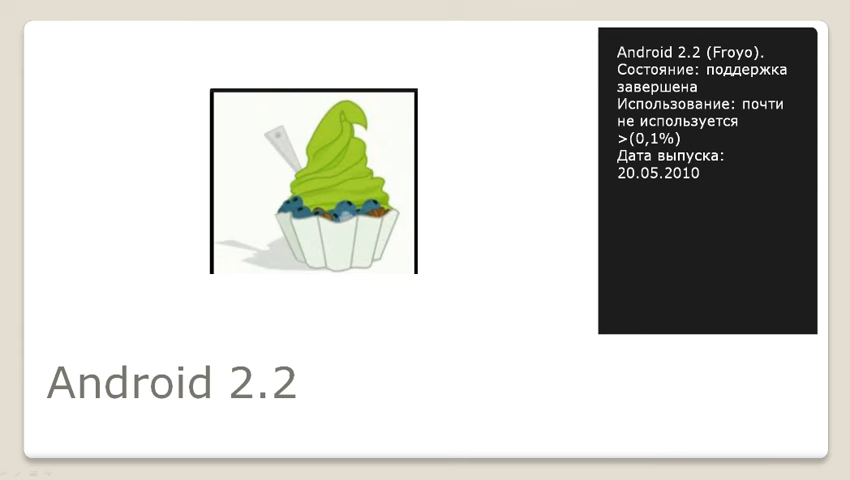 Android 2.2 (Froyo).
Состояние: поддержка
завершена
Использование: почти
не используется
>(0,1%)
Дата выпуска:
20.05.2010
Android 2.2